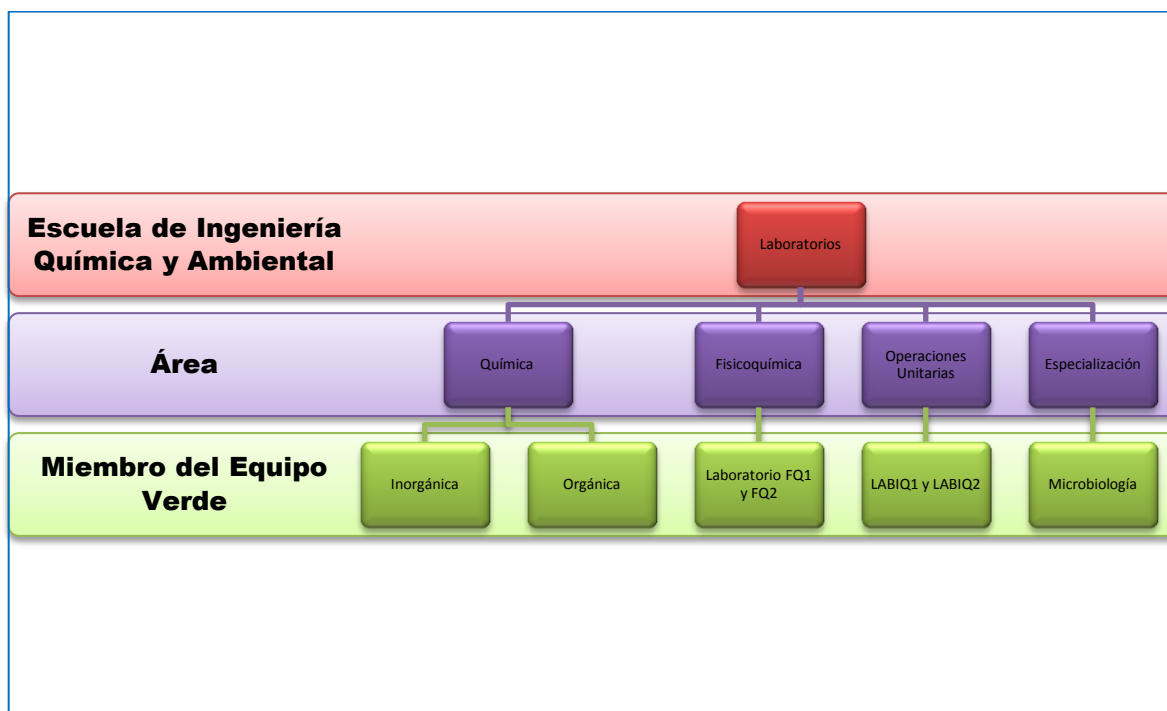 Escuela de Ingeniería
Química y Ambiental
Laboratorios
Área
Química
Fisicoquímica
Operaciones
Unitarias
Especialización
Miembro del Equipo
Verde
Inorgánica
Orgánica
Laboratorio FQ1
y FQ2
LABIQ1 y LABIQ2
Microbiología